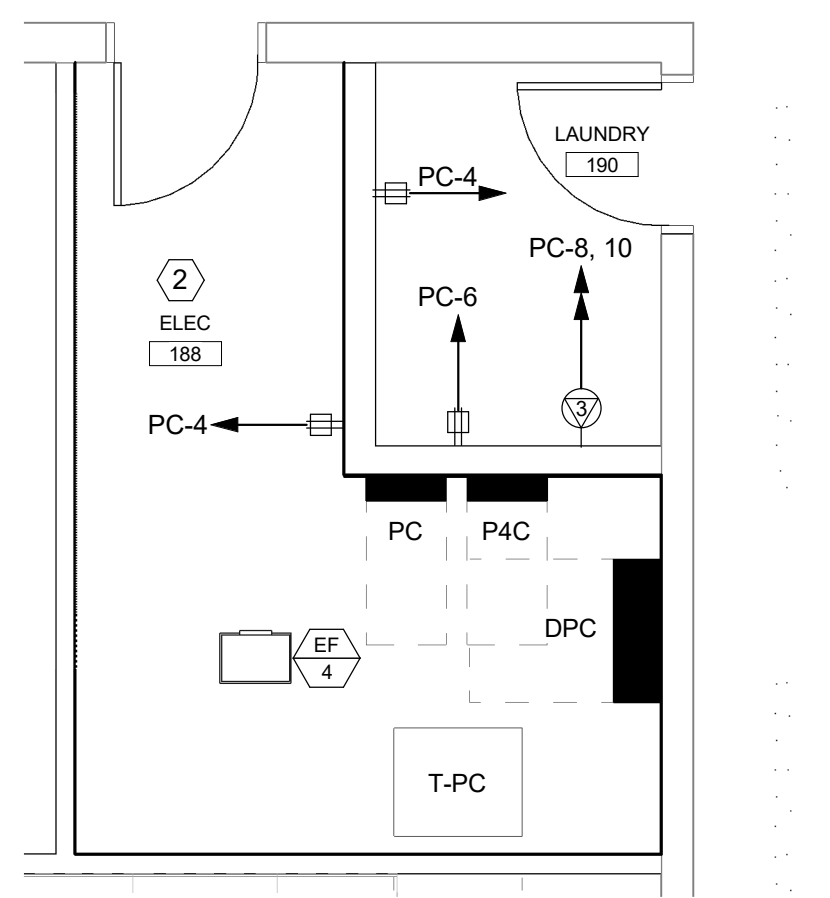 LAUNDRY
190
PC-4
PC-8, 10
2
PC-6
ELEC
188
3
PC-4
PC
P4C
DPC
EF
4
T-PC